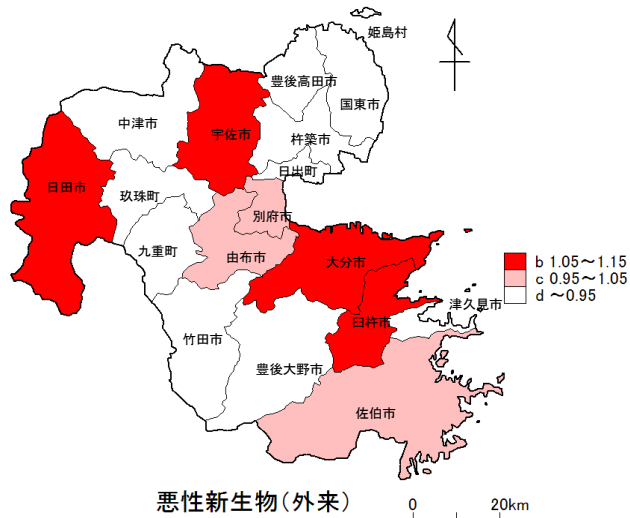 姫島村
豊後高田市
国東市
中津市
宇佐市
杵築市
日出町
日田市
玖珠町
別府市
九重町
由布市
大分市
b 1.05～1.15
c 0.95～1.05
d ～0.95
津久見市
臼杵市
竹田市
豊後大野市
佐伯市
悪性新生物(外来)
0 20km